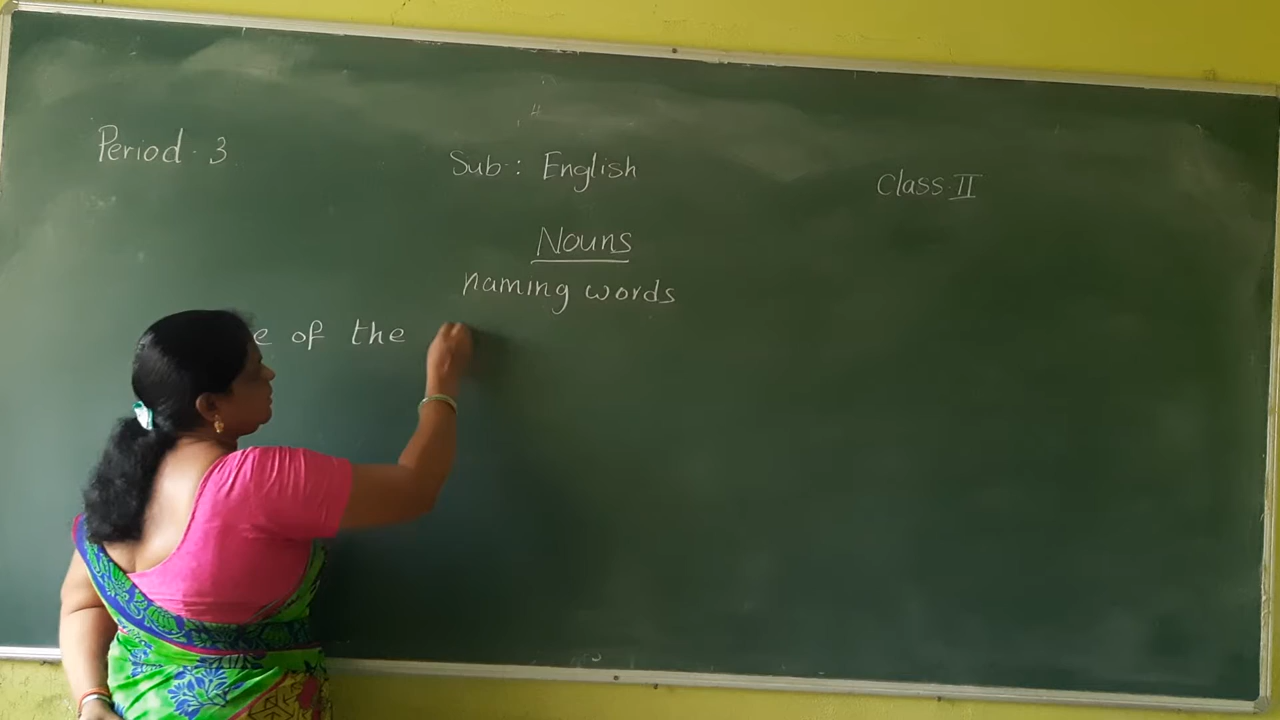 Period. 3
Sub: English
Class. II
Nouns
naming words
of the